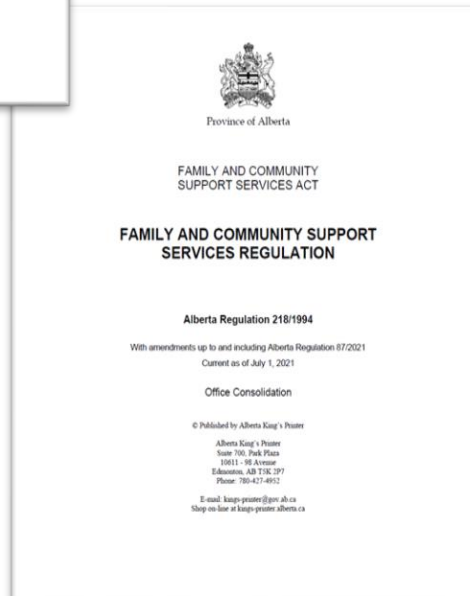 Province of Alberta
FAMILY AND COMMUNITY
SUPPORT SERVICES ACT
FAMILY AND COMMUNITY SUPPORT
SERVICES REGULATION
Alberta Regulation 218/1994
With amendments up to and including Alberta Regulation 87/2021
Current as of July 1, 2021
Office Consolidation
© Published by Alberta King's Printer
Alberta King's Printer
Suite 700, Park Plaza
10611 - 98 Avenue
Edmonton, AB T5K 2P7
Phone: 780-427-4952
E-mail: kings-printer@gov.ab.ca
Shop on-line at kings-printer.alberta.ca